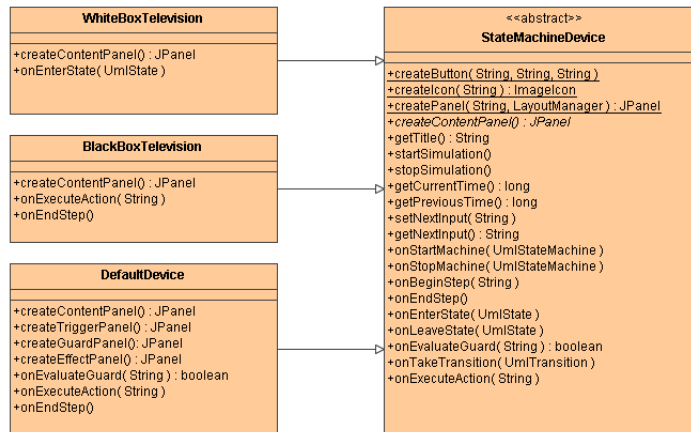 WhiteBoxTelevision
+createContentPanel() : JPanel
+onEnterState( UmlState )
BlackBoxTelevision
+createContentPanel() : JPanel
+onExecuteAction( String )
+onEndStep()
DefaultDevice
+createContentPanel() : JPanel
+createTriggerPanel() : JPanel
+createGuardPanel(): JPanel
+createEffectPanel() : JPanel
+onEvaluateGuard( String ) : boolean
+onExecuteAction( String )
+onEndStep()
<<abstract>>
StateMachineDevice
+createButton( String, String, String )
+createIcon( String ) : ImageIcon
+createPanel( String, LayoutManager ) : JPanel
+createContentPanel() : JPanel
+getTitle() : String
+startSimulation()
+stopSimulation()
+getCurrentTime() : long
+getPreviousTime() : long
+setNextInput( String )
+getNextInput() : String
+onStartMachine( UmlStateMachine )
+onStopMachine( UmlStateMachine )
+onBeginStep( String )
+onEndStep()
+onEnterState( UmlState )
+onLeaveState( UmlState )
+onEvaluateGuard( String ) : boolean
+onTakeTransition( UmlTransition )
+onExecuteAction( String )